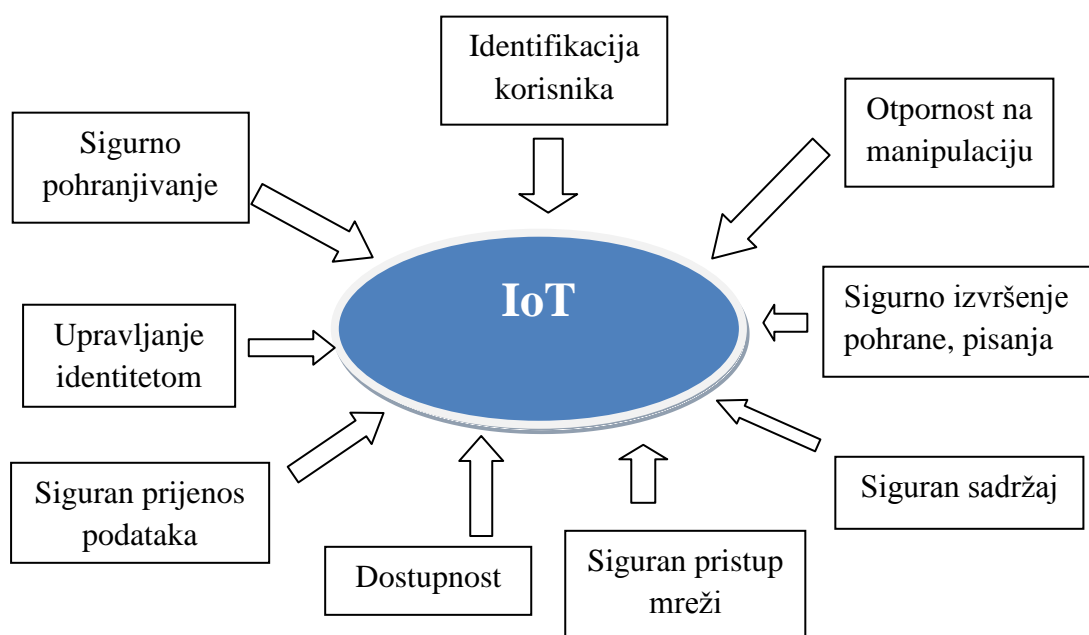 Identifikacija
korisnika
Otpornost na
manipulaciju
Sigurno
pohranjivanje
IoT
Sigurno izvršenje
pohrane, pisanja
Upravljanje
identitetom
Siguran prijenos
podataka
Siguran sadržaj
Dostupnost
Siguran pristup
mreži